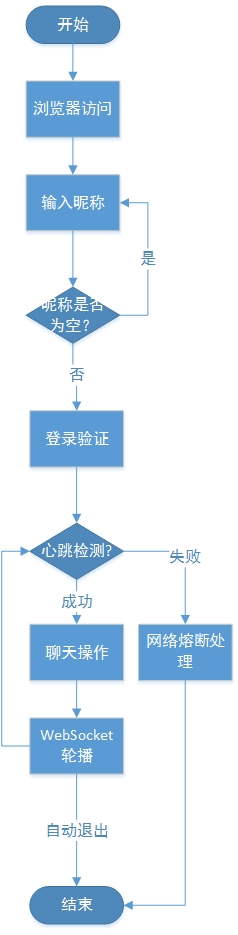 开始
浏览器访问
输入昵称
是
昵称是否
为空?
否
登录验证
心跳检测?
失败
成功
聊天操作
网络熔断处
理
WebSocket
轮播
自动退出
结束